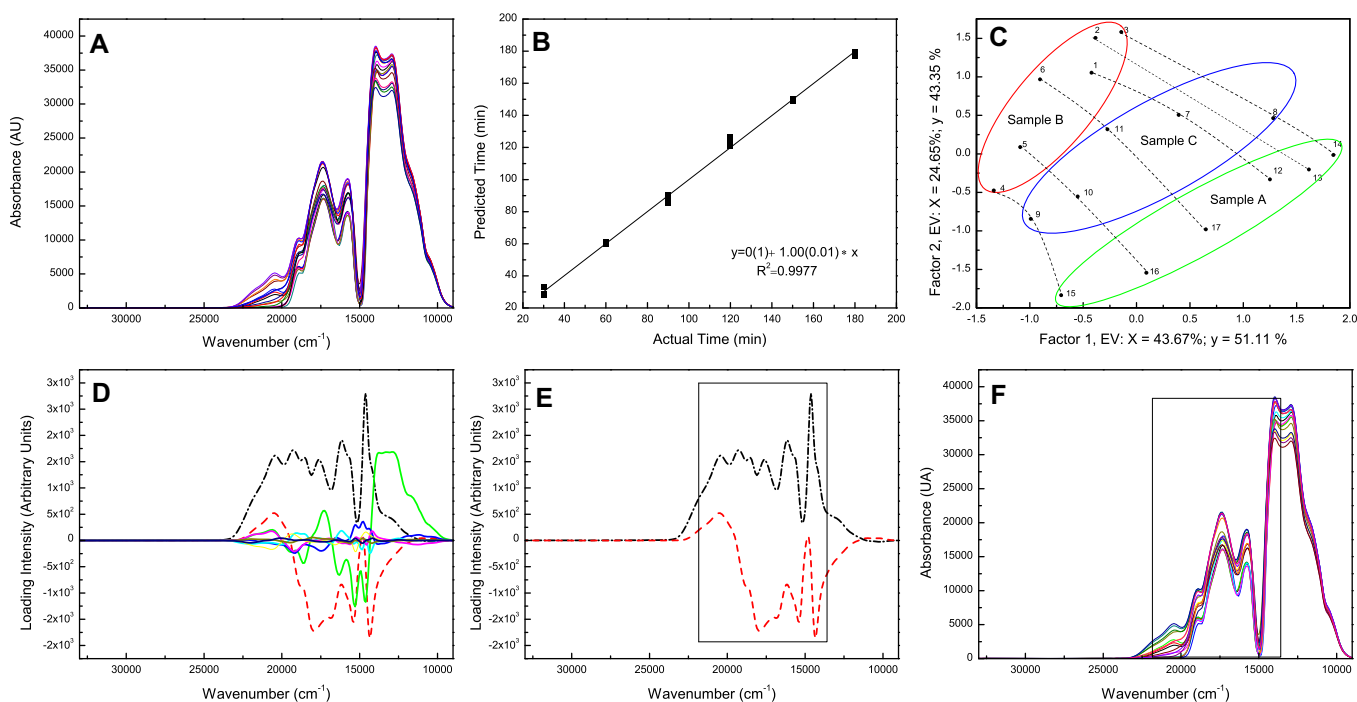 A
Absorbance (AU)
40000
35000
30000
25000
20000
15000
10000
5000
0
30000 25000 20000 15000 10000
Wavenumber (cm⁻¹)
B
Predicted Time (min)
200
180
160
140
120
100
80
60
40
20
y=0(1)+ 1.00(0.01)* x
R²=0.9977
20 40 60 80 100 120 140 160 180 200
Actual Time (min)
C
Factor 2, EV: X = 24.65%; y = 43.35 %
1.5
1.0
0.5
0.0
-0.5
-1.0
-1.5
-2.0
2 3
1
6
7 8
Sample B
11
Sample C
5
14
12 13
4
10
Sample A
9
17
16
15
-1.5 -1.0 -0.5 0.0 0.5 1.0 1.5 2.0
Factor 1, EV: X = 43.67%; y = 51.11 %
D
Loading Intensity (Arbitrary Units)
3x10³
3x10³
2x10³
2x10³
1x10³
5x10²
0
-5x10²
-1x10³
-2x10³
-2x10³
30000 25000 20000 15000 10000
Wavenumber (cm⁻¹)
E
Loading Intensity (Arbitrary Units)
3x10³
3x10³
2x10³
2x10³
1x10³
5x10²
0
-5x10²
-1x10³
-2x10³
-2x10³
30000 25000 20000 15000 10000
Wavenumber (cm⁻¹)
F
Absorbance (UA)
40000
35000
30000
25000
20000
15000
10000
5000
0
30000 25000 20000 15000 10000
Wavenumber (cm⁻¹)